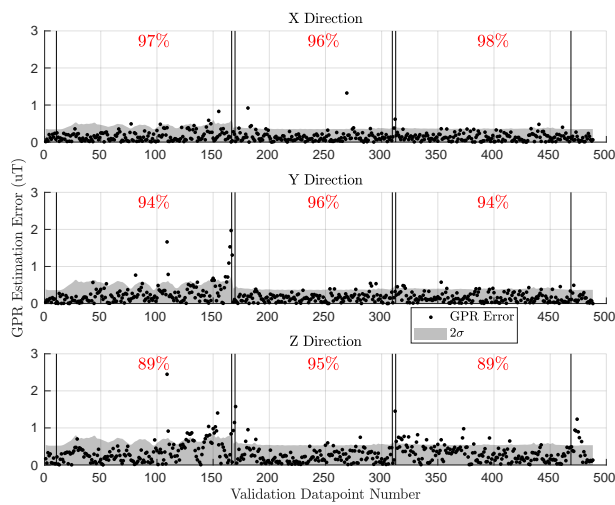 X Direction
97% 96% 98%
3
2
1
0
0 50 100 150 200 250 300 350 400 450 500
Y Direction
94% 96% 94%
3
2
1
0
0 50 100 150 200 250 300 350 400 450 500
GPR Estimation Error (uT)
GPR Error
2σ
Z Direction
89% 95% 89%
3
2
1
0
0 50 100 150 200 250 300 350 400 450 500
Validation Datapoint Number